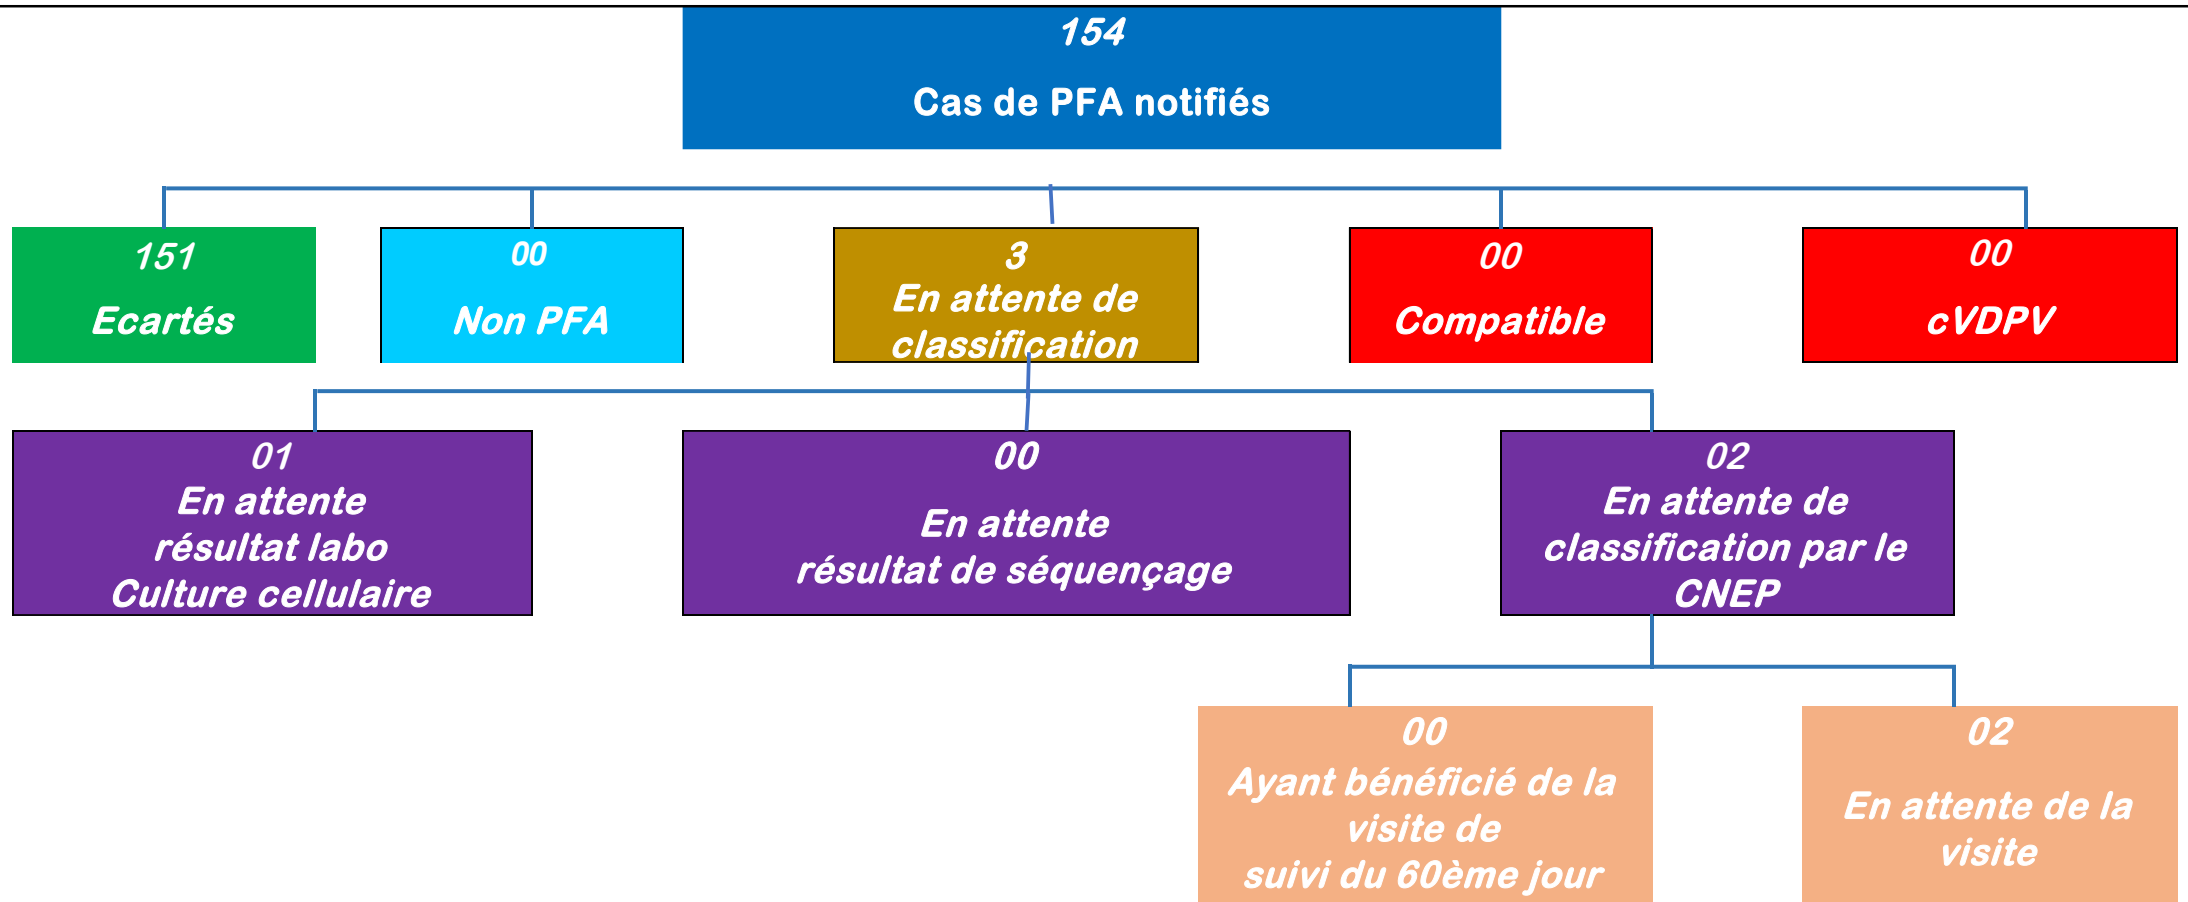 154
Cas de PFA notifiés
151
Ecartés
00
Non PFA
3
En attente de
classification
00
Compatible
00
cVDPV
01
En attente
résultat labo
Culture cellulaire
00
En attente
résultat de séquençage
02
En attente de
classification par le
CNEP
00
Ayant bénéficié de la
visite de
suivi du 60ème jour
02
En attente de la
visite